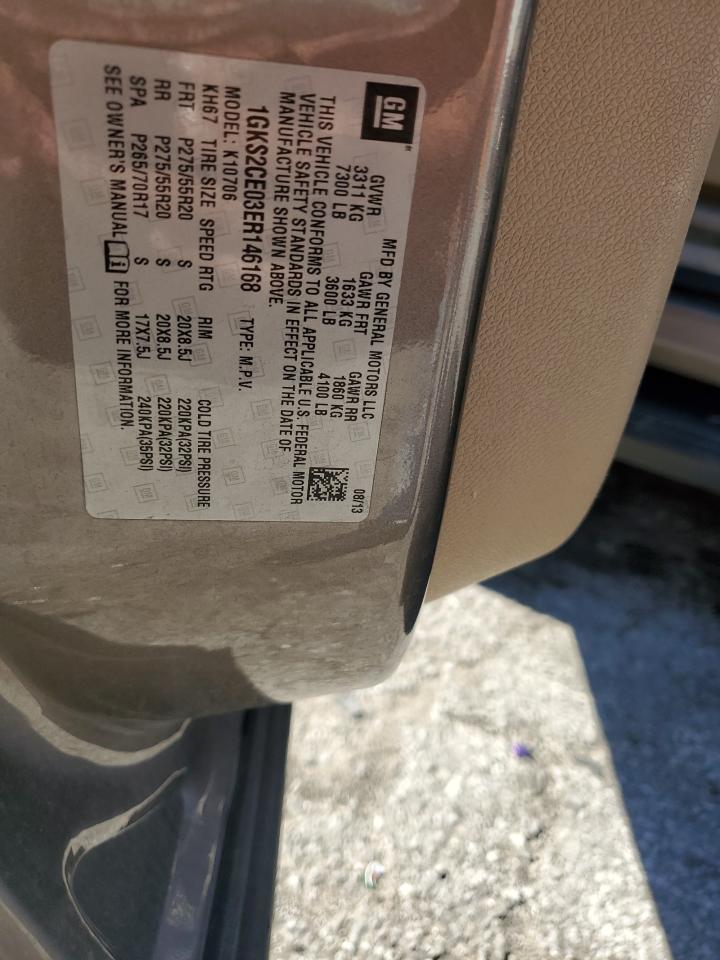 GM
MFD BY GENERAL MOTORS LLC 08/13
GVWR GAWR FRT GAWR RR
3311 KG 1633 KG 1860 KG
7300 LB 3600 LB 4100 LB
THIS VEHICLE CONFORMS TO ALL APPLICABLE U.S. FEDERAL MOTOR
VEHICLE SAFETY STANDARDS IN EFFECT ON THE DATE OF
MANUFACTURE SHOWN ABOVE.
1GKS2CE03ER146168 TYPE: M.P.V.
MODEL: K10706
KH67 TIRE SIZE SPEED RTG RIM COLD TIRE PRESSURE
FRT P275/55R20 S 20X8.5J 220KPA(32PSI)
RR P275/55R20 S 20X8.5J 220KPA(32PSI)
SPA P265/70R17 S 17X7.5J 240KPA(35PSI)
SEE OWNER'S MANUAL i FOR MORE INFORMATION.